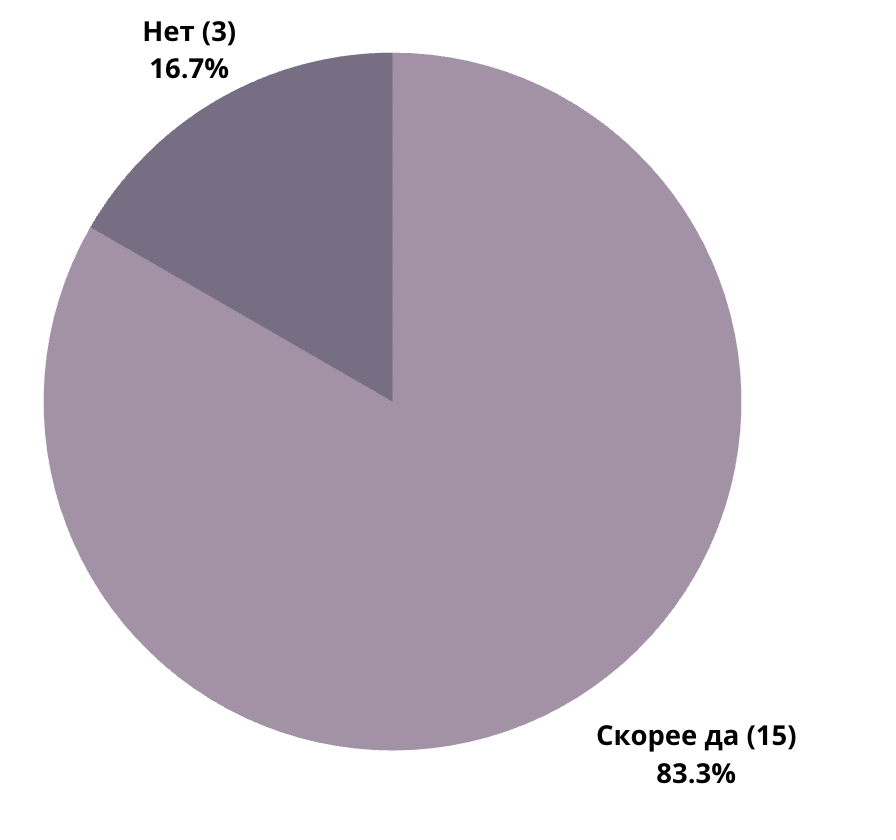 Нет (3)
16.7%
Скорее да (15)
83.3%